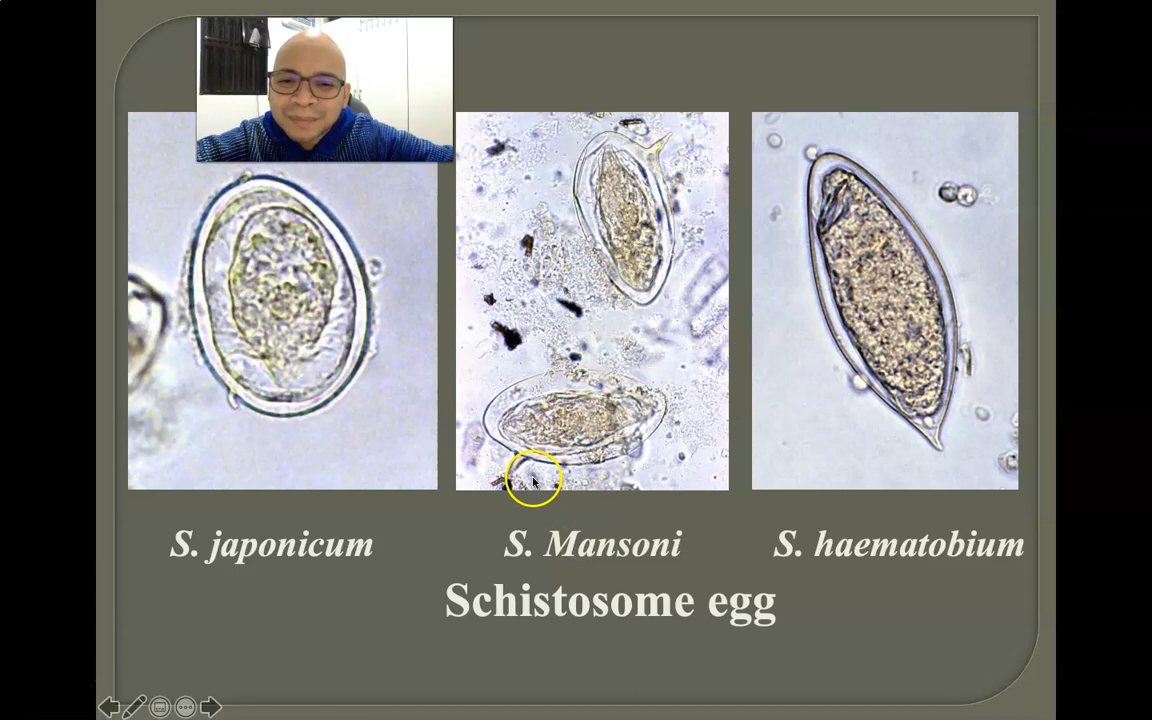 S. japonicum
S. Mansoni
S. haematobium
Schistosome egg